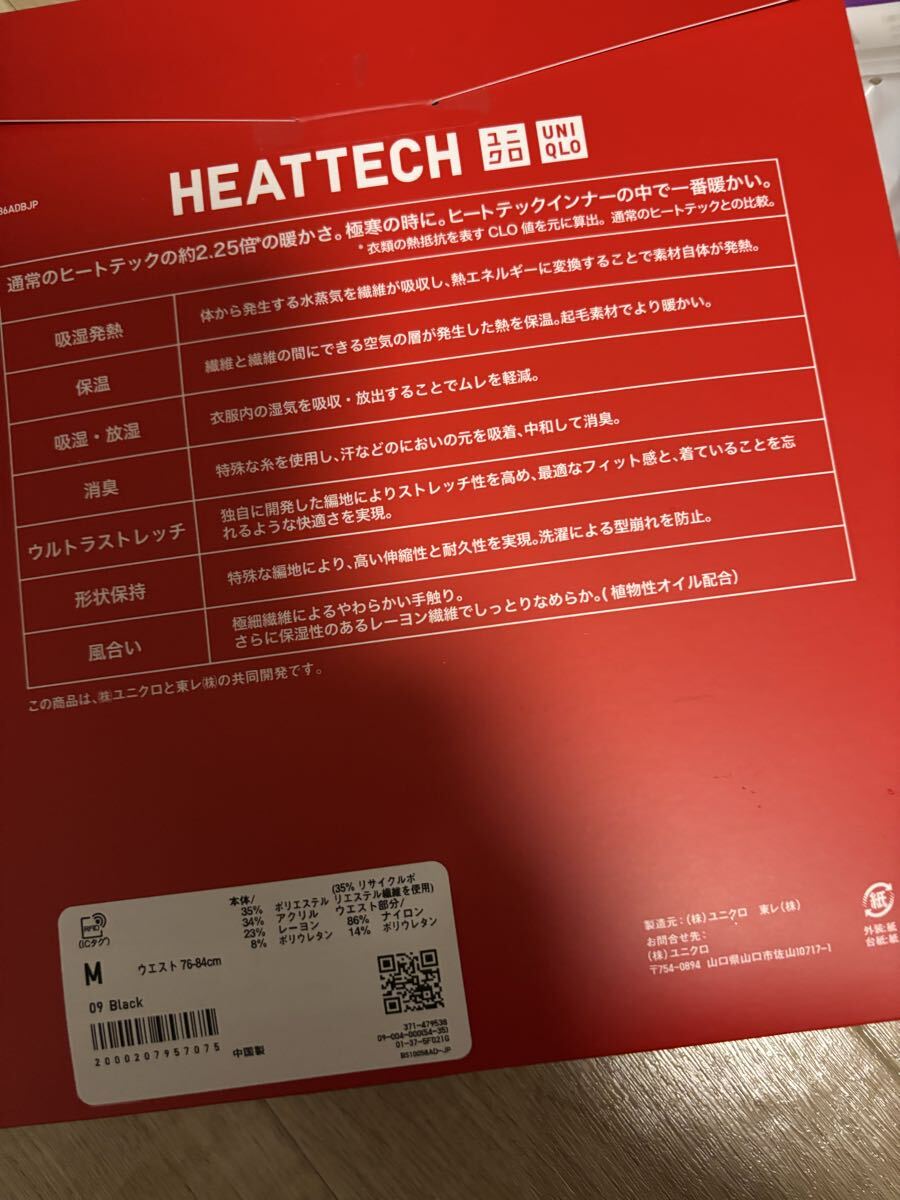 36ADBJP
HEATTECH
ユニ
クロ
UNI
QLO
通常のヒートテックの約2.25倍*の暖かさ。極寒の時に。ヒートテックインナーの中で一番暖かい。
* 衣類の熱抵抗を表す CLO 値を元に算出。通常のヒートテックとの比較。
吸湿発熱
体から発生する水蒸気を繊維が吸収し、熱エネルギーに変換することで素材自体が発熱。
保温
繊維と繊維の間にできる空気の層が発生した熱を保温。起毛素材でより暖かい。
吸湿・放湿
衣服内の湿気を吸収・放出することでムレを軽減。
消臭
特殊な糸を使用し、汗などのにおいの元を吸着、中和して消臭。
ウルトラストレッチ
独自に開発した編地によりストレッチ性を高め、最適なフィット感と、着ていることを忘
れるような快適さを実現。
形状保持
特殊な編地により、高い伸縮性と耐久性を実現。洗濯による型崩れを防止。
風合い
極細繊維によるやわらかい手触り。
さらに保湿性のあるレーヨン繊維でしっとりなめらか。(植物性オイル配合)
この商品は、㈱ユニクロと東レ㈱の共同開発です。
RFID
(ICタグ)
本体/
35% ポリエステル
34% アクリル
23% レーヨン
8% ポリウレタン
(35% リサイクルポ
リエステル繊維を使用)
ウエスト部分/
86% ナイロン
14% ポリウレタン
M
ウエスト 76-84cm
09 Black
2000207957075
中国製
371-479538
09-004-000(54-35)
01-37-5F021G
BS10058AD-JP
製造元：(株)ユニクロ 東レ(株)
お問合せ先：
(株)ユニクロ
〒754-0894 山口県山口市佐山10717-1
紙
外装:紙
台紙:紙